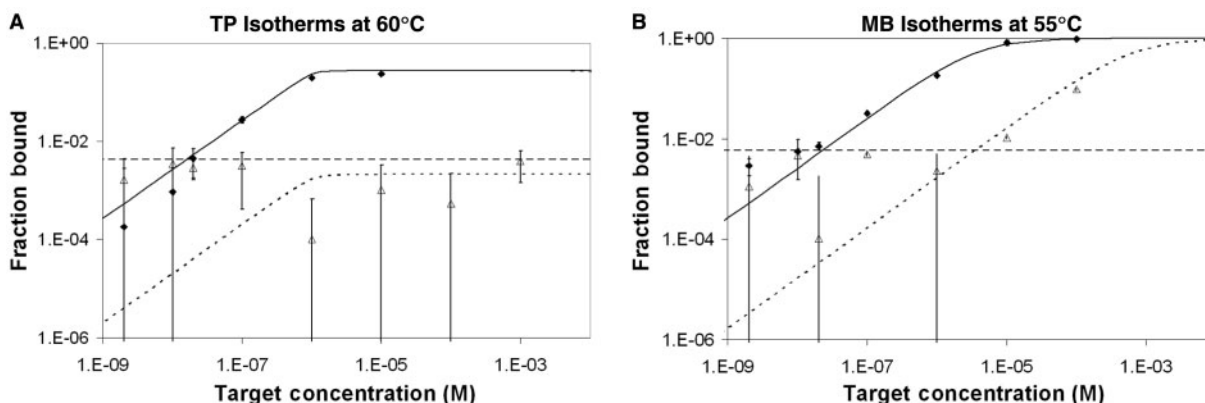 A
TP Isotherms at 60°C
1.E+00
1.E-02
1.E-04
1.E-06
Fraction bound
1.E-09
1.E-07
1.E-05
1.E-03
Target concentration (M)
B
MB Isotherms at 55°C
1.E+00
1.E-02
1.E-04
1.E-06
Fraction bound
1.E-09
1.E-07
1.E-05
1.E-03
Target concentration (M)